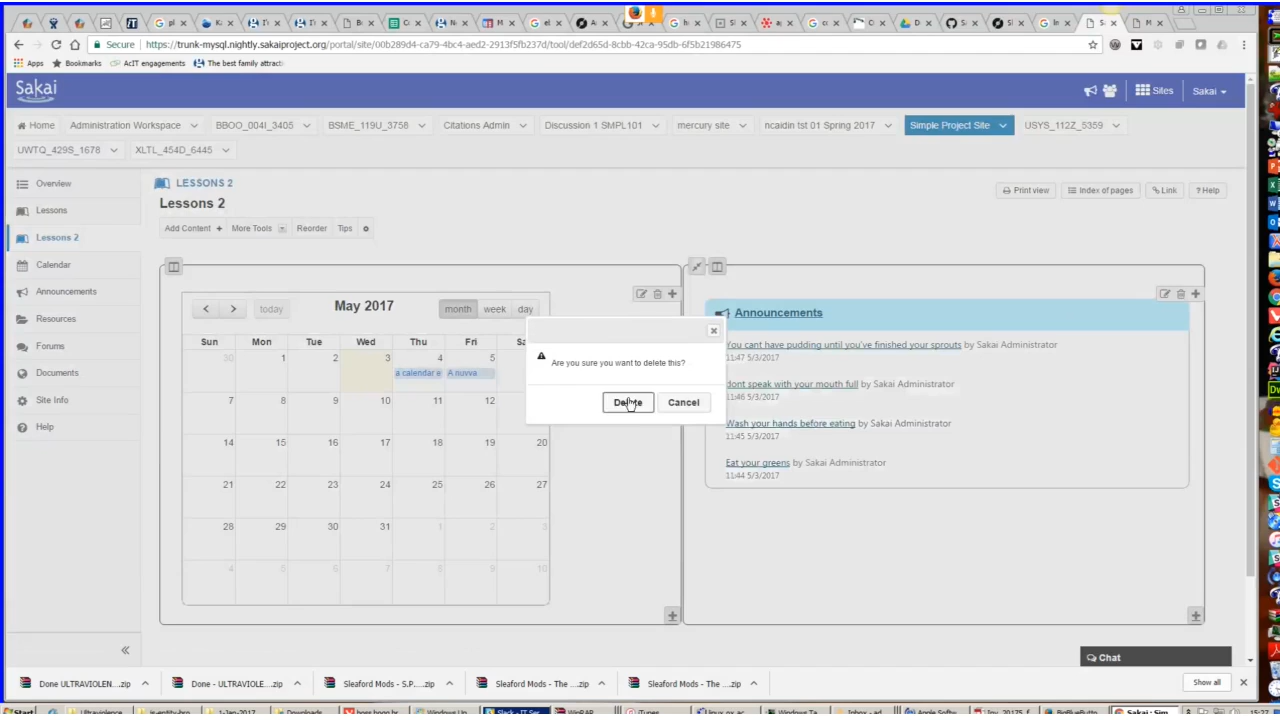 Secure https://trunk-mysql.nightly.sakaiproject.org/portal/site/00b289d4-ca79-4bc4-aed2-2913f5fb237d/tool/def2d65d-8cbb-42ca-95db-6f5b21986475
Apps Bookmarks AcIT engagements The best family attracti
Sakai Sites Sakai
Home Administration Workspace BBOO_004I_3405 BSME_119U_3758 Citations Admin Discussion 1 SMPL101 mercury site ncaidin tst 01 Spring 2017 Simple Project Site USYS_112Z_5359
UWTQ_429S_1678 XLTL_454D_6445
Overview
Lessons
Lessons 2
Calendar
Announcements
Resources
Forums
Documents
Site Info
Help
LESSONS 2
Print view Index of pages Link ? Help
Lessons 2
Add Content + More Tools Reorder Tips
today May 2017 month week day
Sun Mon Tue Wed Thu Fri
30 1 2 3 4 5
a calendar e A nuvva
7 8 9 10 11 12
14 15 16 17 18 19 20
21 22 23 24 25 26 27
28 29 30 31 1 2 3
4 5 6 7 8 9 10
Are you sure you want to delete this?
Delete Cancel
Announcements
You cant have pudding until you've finished your sprouts by Sakai Administrator
11:47 5/3/2017
dont speak with your mouth full by Sakai Administrator
11:46 5/3/2017
Wash your hands before eating by Sakai Administrator
11:45 5/3/2017
Eat your greens by Sakai Administrator
11:44 5/3/2017
Chat
Done ULTRAVIOLEN....zip Done - ULTRAVIOLE....zip Sleaford Mods - S.P....zip Sleaford Mods - The ....zip Sleaford Mods - The ....zip Show all
15:27